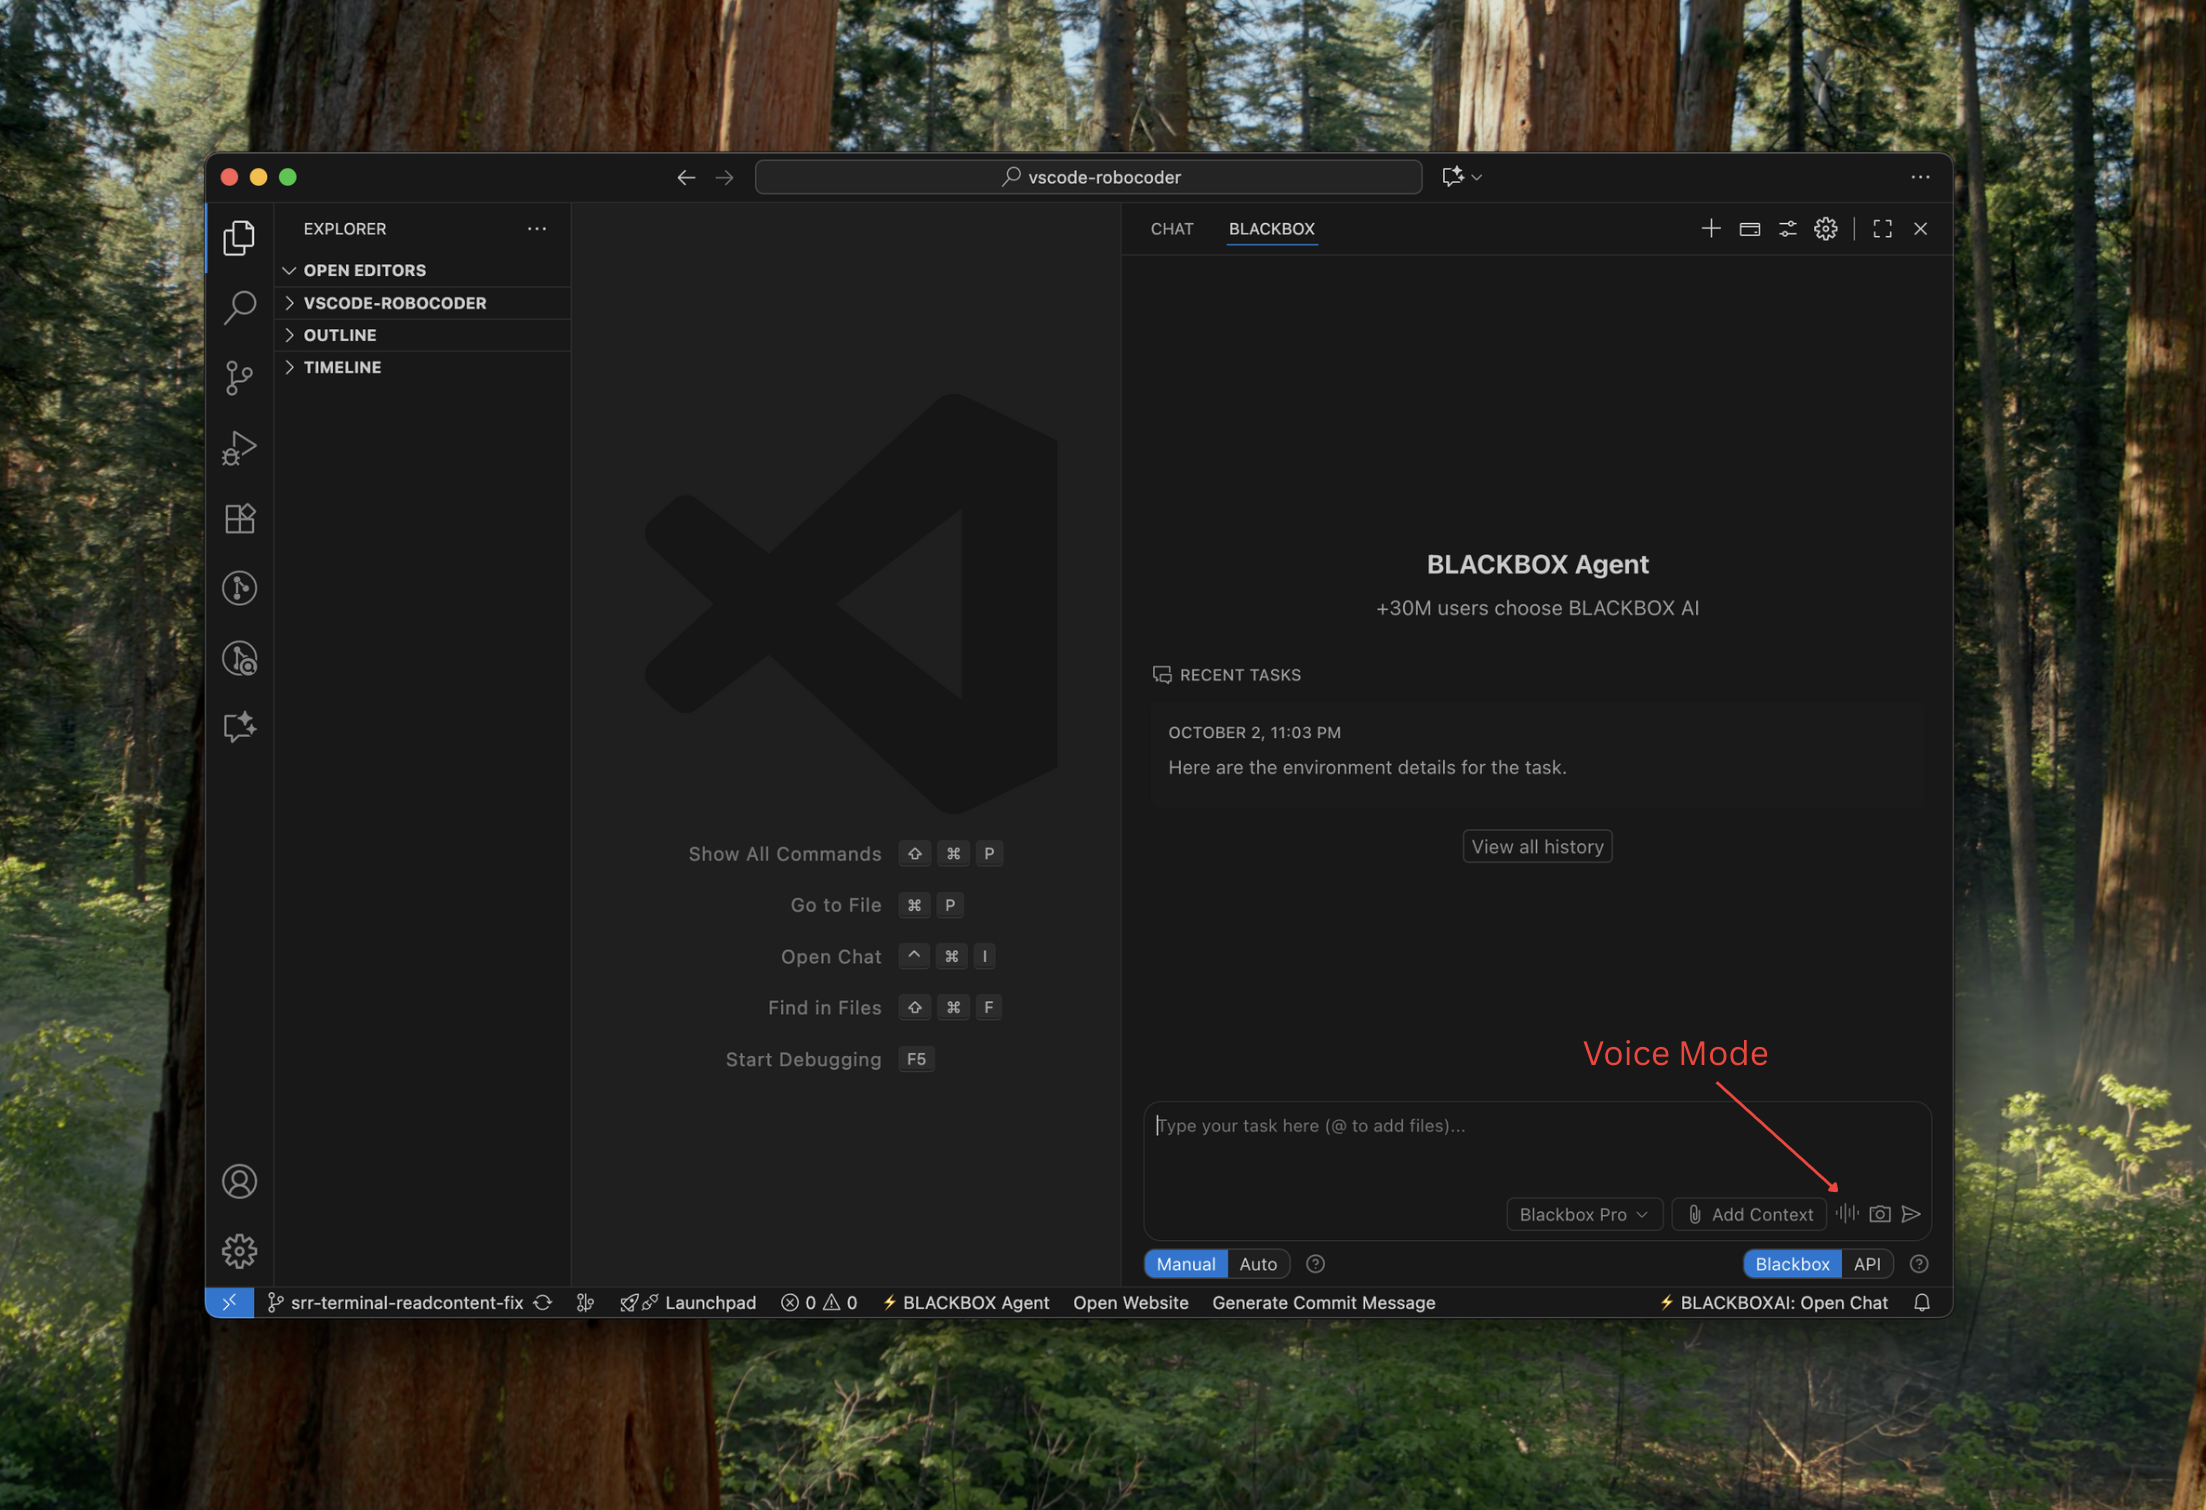 vscode-robocoder
EXPLORER
OPEN EDITORS
VSCODE-ROBOCODER
OUTLINE
TIMELINE
Show All Commands ⇧ ⌘ P
Go to File ⌘ P
Open Chat ^ ⌘ I
Find in Files ⇧ ⌘ F
Start Debugging F5
CHAT BLACKBOX
BLACKBOX Agent
+30M users choose BLACKBOX AI
RECENT TASKS
OCTOBER 2, 11:03 PM
Here are the environment details for the task.
View all history
Voice Mode
Type your task here (@ to add files)...
Blackbox Pro Add Context
Manual Auto Blackbox API
srr-terminal-readcontent-fix Launchpad 0 0 BLACKBOX Agent Open Website Generate Commit Message BLACKBOXAI: Open Chat